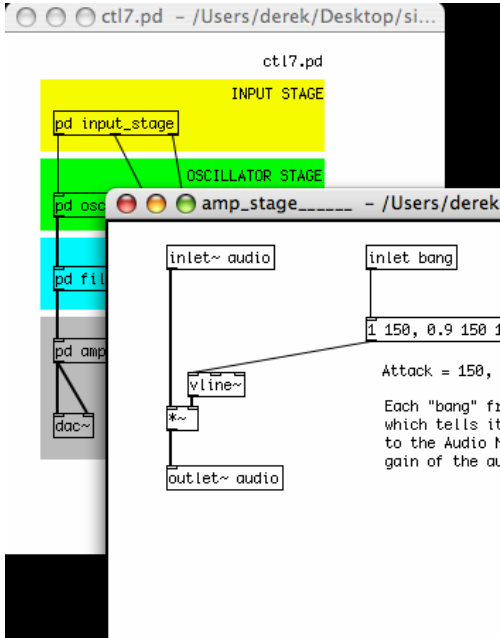 ctl7.pd - /Users/derek/Desktop/si...
ctl7.pd
INPUT STAGE
pd input_stage
OSCILLATOR STAGE
pd osc
pd fil
pd amp
dac~
amp_stage______ - /Users/derek
inlet~ audio
inlet bang
1 150, 0.9 150 1
Attack = 150,
vline~
Each "bang" fr
which tells it
*~
to the Audio M
gain of the au
outlet~ audio